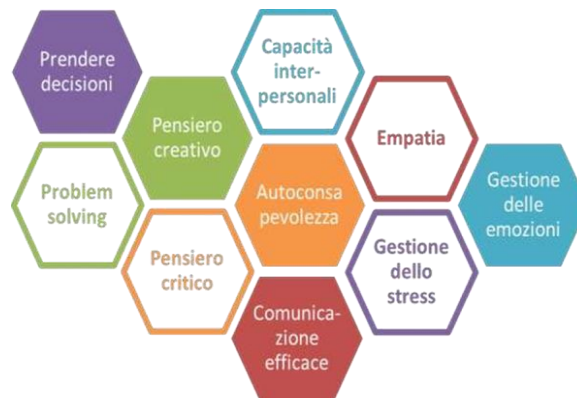 Prendere
decisioni
Capacità
inter-
personali
Pensiero
creativo
Empatia
Problem
solving
Autoconsa
pevolezza
Gestione
delle
emozioni
Pensiero
critico
Gestione
dello
stress
Comunica-
zione
efficace